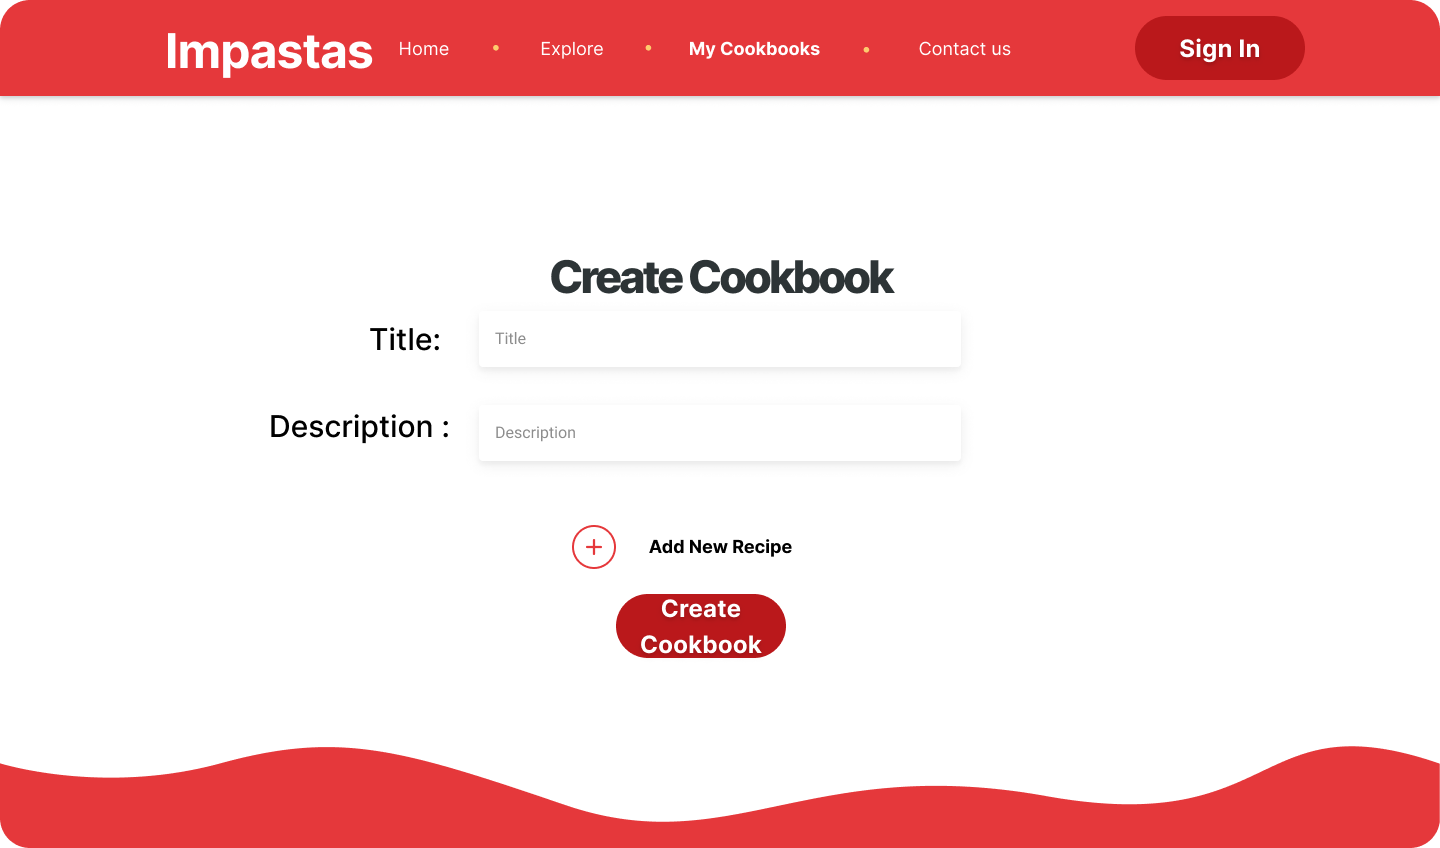 Impastas Home • Explore • My Cookbooks • Contact us Sign In
Create Cookbook
Title: Title
Description : Description
Add New Recipe
Create
Cookbook